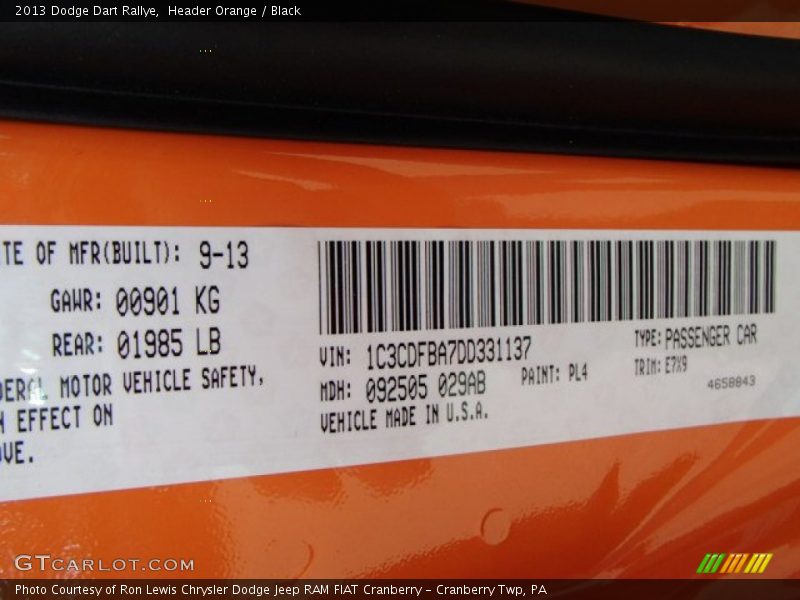 2013 Dodge Dart Rallye, Header Orange / Black
TE OF MFR(BUILT): 9-13
GAWR: 00901 KG
REAR: 01985 LB
DERAL MOTOR VEHICLE SAFETY,
EFFECT ON
OVE.
VIN: 1C3CDFBA7DD331137
MDH: 092505 029AB
PAINT: PL4
VEHICLE MADE IN U.S.A.
TYPE: PASSENGER CAR
TRIM: E7X9
4658843
GTCARLOT.COM
Photo Courtesy of Ron Lewis Chrysler Dodge Jeep RAM FIAT Cranberry – Cranberry Twp, PA